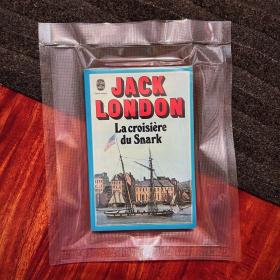 JACK
LONDON
La croisière
du Snark